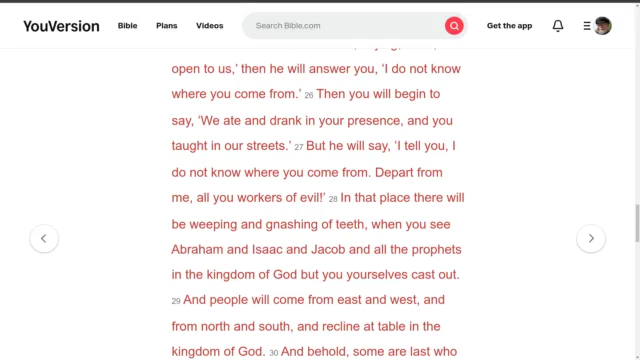 YouVersion Bible Plans Videos Search Bible.com Get the app
open to us,’ then he will answer you, ‘I do not know
where you come from.’ 26 Then you will begin to
say, ‘We ate and drank in your presence, and you
taught in our streets.’ 27 But he will say, ‘I tell you, I
do not know where you come from. Depart from
me, all you workers of evil!’ 28 In that place there will
be weeping and gnashing of teeth, when you see
Abraham and Isaac and Jacob and all the prophets
in the kingdom of God but you yourselves cast out.
29 And people will come from east and west, and
from north and south, and recline at table in the
kingdom of God. 30 And behold, some are last who